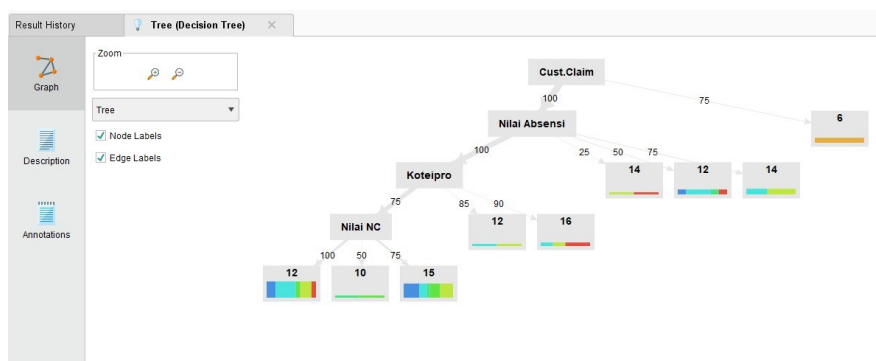 Result History
Tree (Decision Tree)
Zoom
Graph
Tree
Node Labels
Edge Labels
Description
Annotations
Cust.Claim
100
75
6
Nilai Absensi
100
25
50
75
14
12
14
Koteipro
75
85
90
12
16
Nilai NC
100
50
75
12
10
15